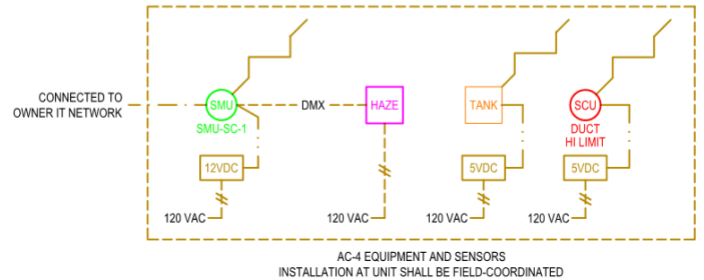 CONNECTED TO
OWNER IT NETWORK
SMU
SMU-SC-1
DMX
HAZE
TANK
SCU
DUCT
HI LIMIT
12VDC
5VDC
5VDC
120 VAC
120 VAC
120 VAC
120 VAC
AC-4 EQUIPMENT AND SENSORS
INSTALLATION AT UNIT SHALL BE FIELD-COORDINATED